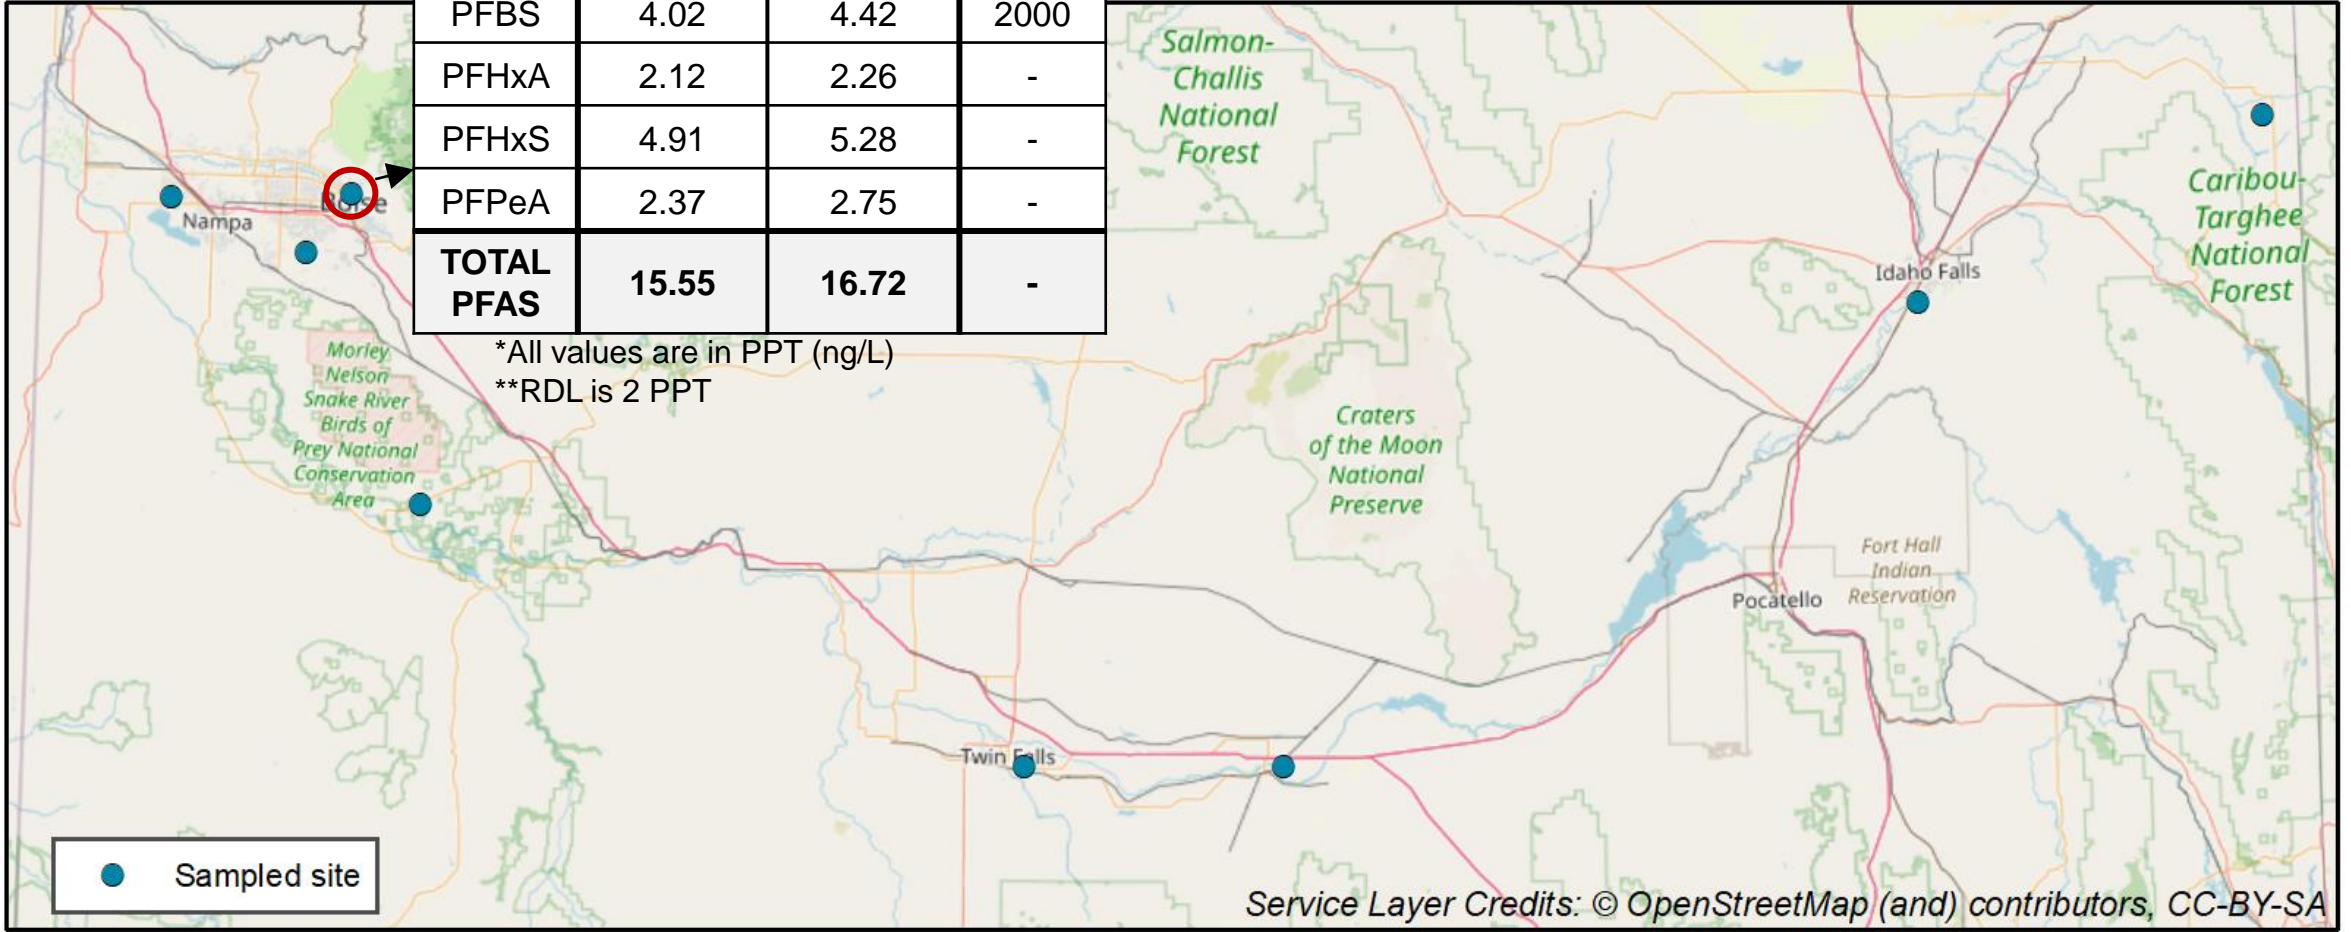 PFBS 4.02 4.42 2000
PFHxA 2.12 2.26 -
PFHxS 4.91 5.28 -
PFPeA 2.37 2.75 -
TOTAL
PFAS 15.55 16.72 -
*All values are in PPT (ng/L)
**RDL is 2 PPT
Salmon-
Challis
National
Forest
Caribou-
Targhee
National
Forest
Boise
Nampa
Idaho Falls
Morley
Nelson
Snake River
Birds of
Prey National
Conservation
Area
Craters
of the Moon
National
Preserve
Fort Hall
Indian
Reservation
Pocatello
Twin Falls
Sampled site
Service Layer Credits: © OpenStreetMap (and) contributors, CC-BY-SA